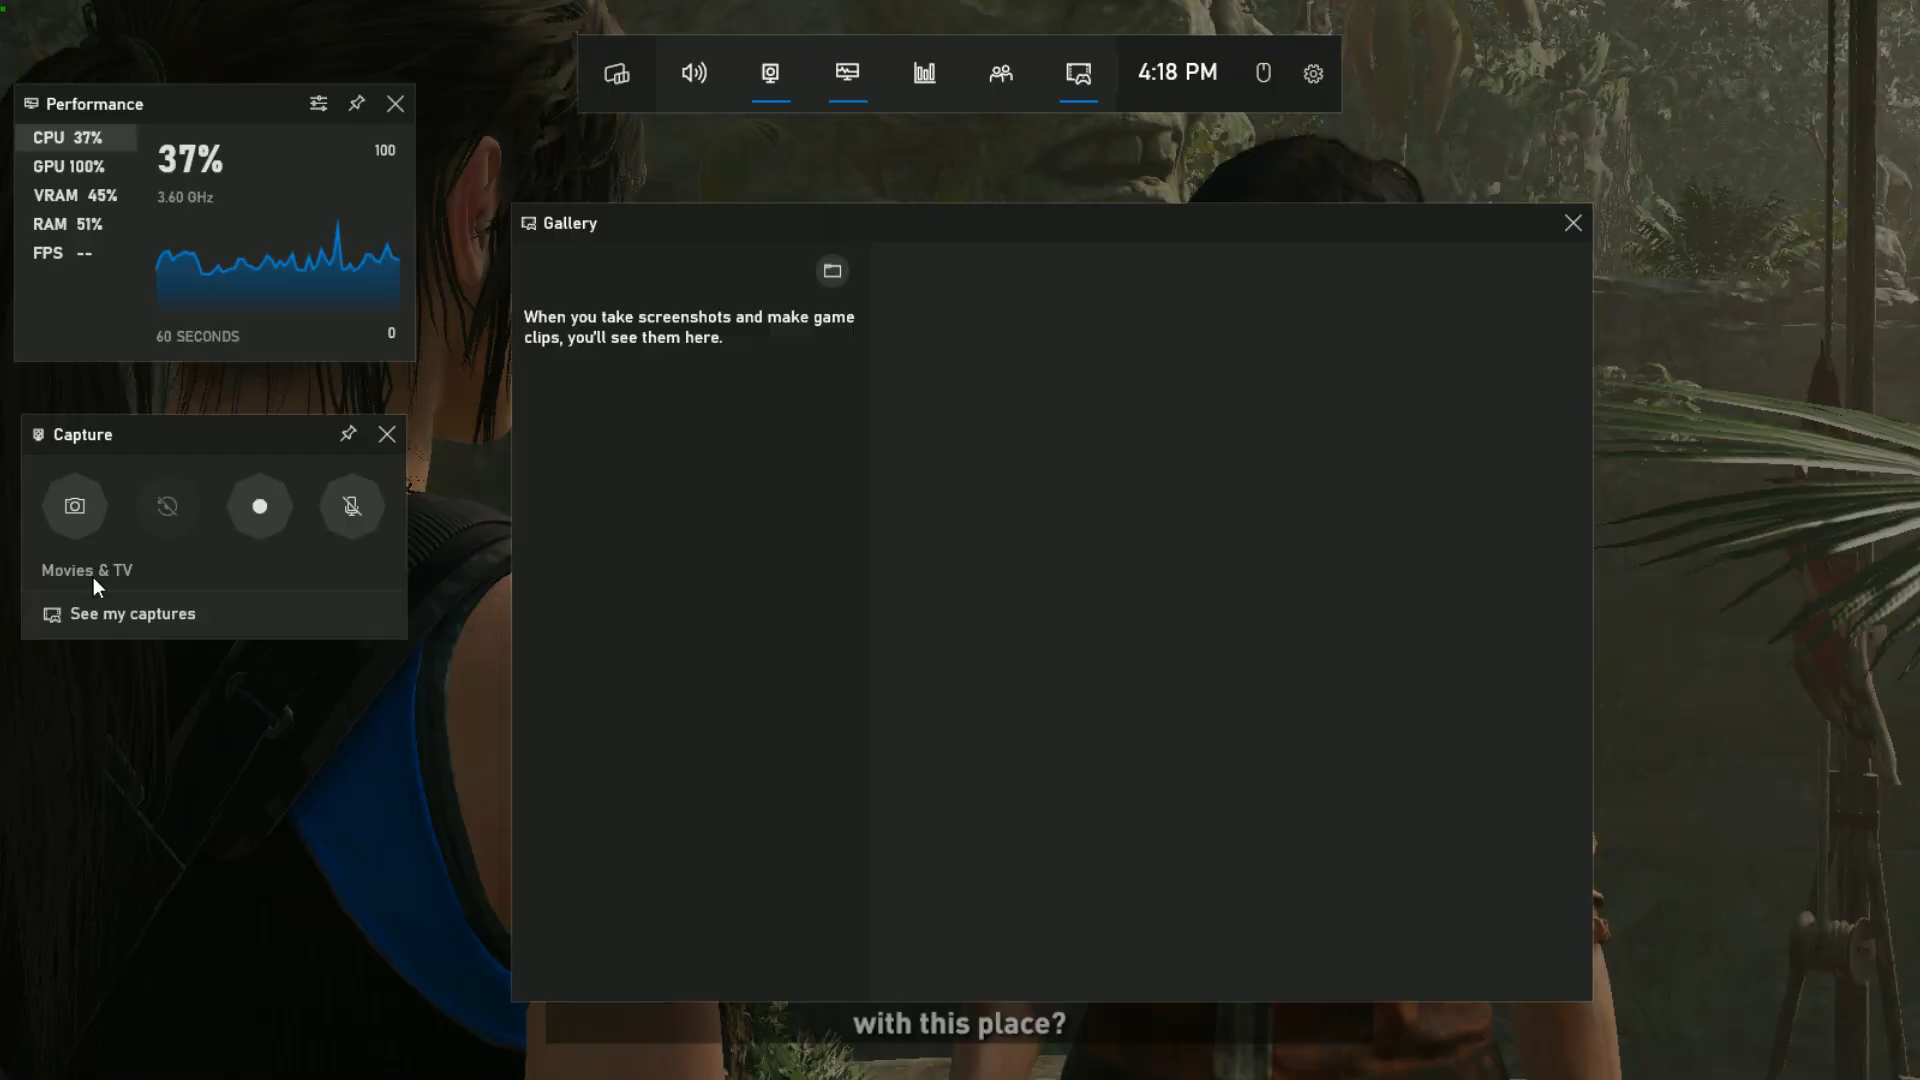 4:18 PM
Performance
CPU 37%
GPU 100%
VRAM 45%
RAM 51%
FPS --
37%
100
3.60 GHz
60 SECONDS
0
Gallery
When you take screenshots and make game
clips, you'll see them here.
Capture
Movies & TV
See my captures
with this place?